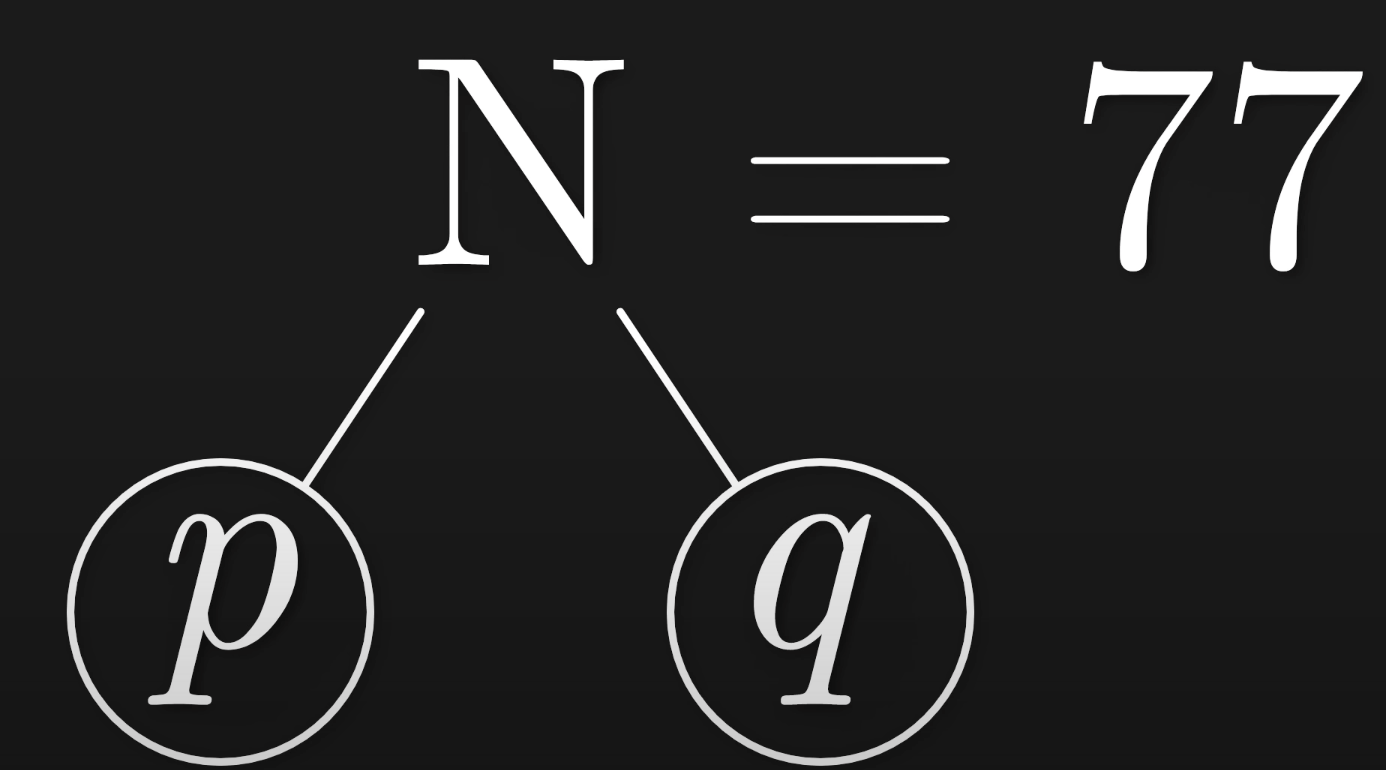 N = 77
p q